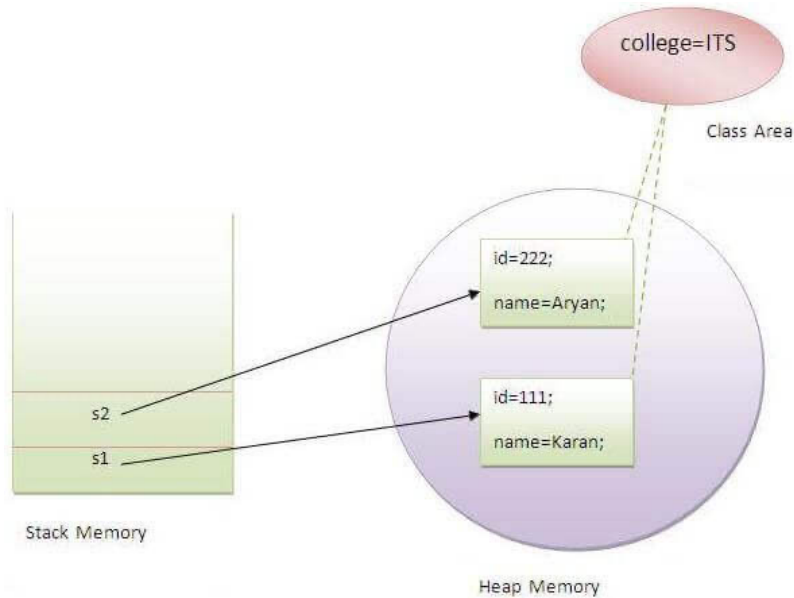 college=ITS
Class Area
id=222;
name=Aryan;
s2
id=111;
name=Karan;
s1
Stack Memory
Heap Memory